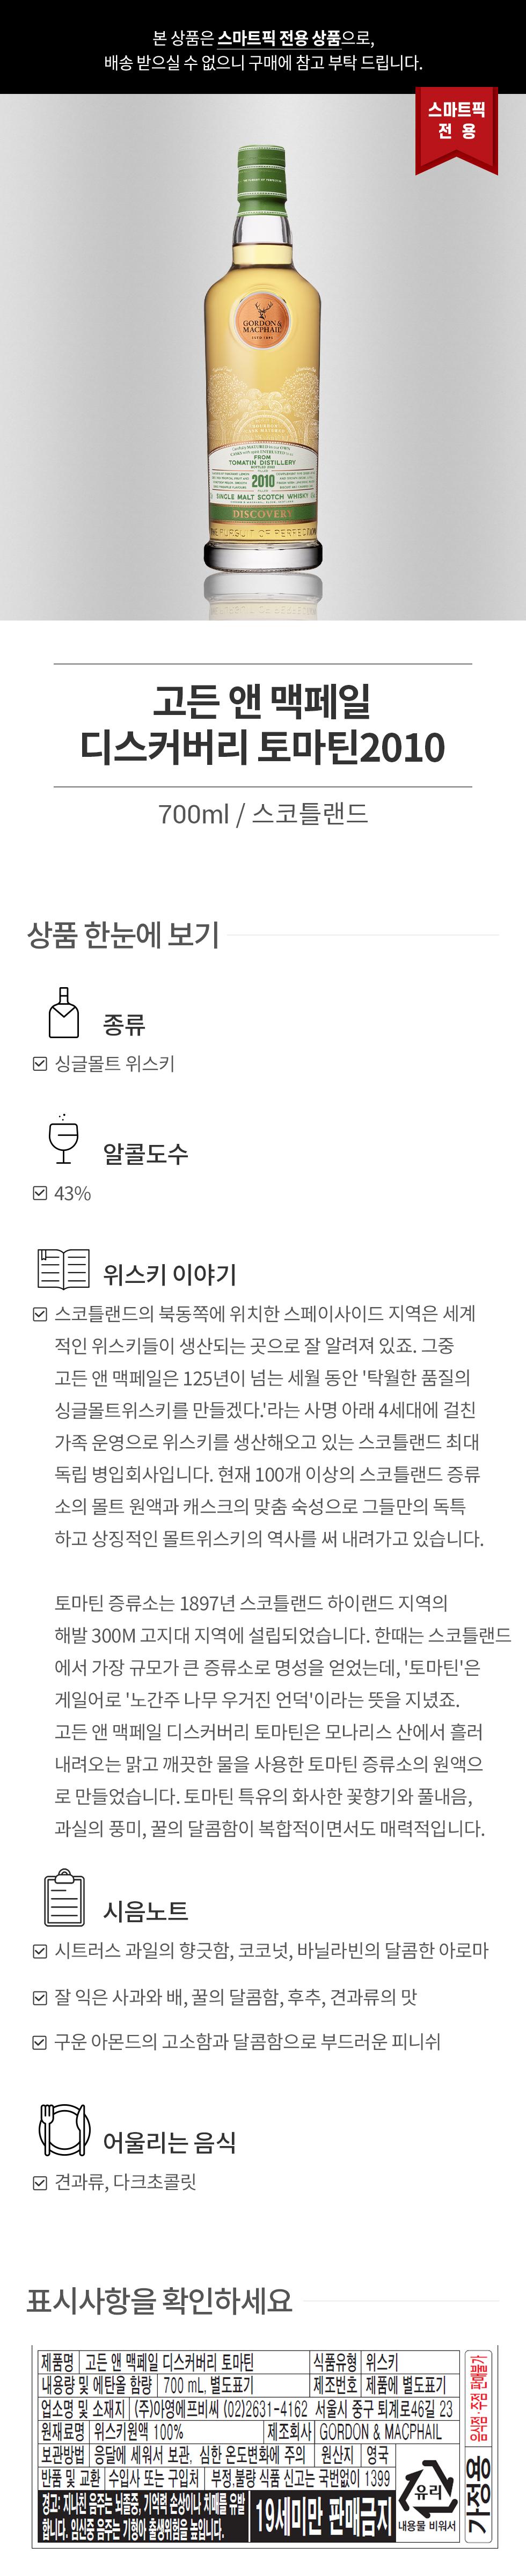 본 상품은 스마트픽 전용 상품으로,
배송 받으실 수 없으니 구매에 참고 부탁 드립니다.
스마트픽
전 용
GORDON &
MACPHAIL
ESTD 1895
FROM
TOMATIN DISTILLERY
2010
SINGLE MALT SCOTCH WHISKY
DISCOVERY
THE PURSUIT OF PERFECTION
고든 앤 맥페일
디스커버리 토마틴2010
700ml / 스코틀랜드
상품 한눈에 보기
종류
싱글몰트 위스키
알콜도수
43%
위스키 이야기
스코틀랜드의 북동쪽에 위치한 스페이사이드 지역은 세계
적인 위스키들이 생산되는 곳으로 잘 알려져 있죠. 그중
고든 앤 맥페일은 125년이 넘는 세월 동안 '탁월한 품질의
싱글몰트위스키를 만들겠다.'라는 사명 아래 4세대에 걸친
가족 운영으로 위스키를 생산해오고 있는 스코틀랜드 최대
독립 병입회사입니다. 현재 100개 이상의 스코틀랜드 증류
소의 몰트 원액과 캐스크의 맞춤 숙성으로 그들만의 독특
하고 상징적인 몰트위스키의 역사를 써 내려가고 있습니다.
토마틴 증류소는 1897년 스코틀랜드 하이랜드 지역의
해발 300M 고지대 지역에 설립되었습니다. 한때는 스코틀랜드
에서 가장 규모가 큰 증류소로 명성을 얻었는데, '토마틴'은
게일어로 '노간주 나무 우거진 언덕'이라는 뜻을 지녔죠.
고든 앤 맥페일 디스커버리 토마틴은 모나리스 산에서 흘러
내려오는 맑고 깨끗한 물을 사용한 토마틴 증류소의 원액으
로 만들었습니다. 토마틴 특유의 화사한 꽃향기와 풀내음,
과실의 풍미, 꿀의 달콤함이 복합적이면서도 매력적입니다.
시음노트
시트러스 과일의 향긋함, 코코넛, 바닐라빈의 달콤한 아로마
잘 익은 사과와 배, 꿀의 달콤함, 후추, 견과류의 맛
구운 아몬드의 고소함과 달콤함으로 부드러운 피니쉬
어울리는 음식
견과류, 다크초콜릿
표시사항을 확인하세요
제품명 고든 앤 맥페일 디스커버리 토마틴 식품유형 위스키
내용량 및 에탄올 함량 700 mL, 별도표기 제조번호 제품에 별도표기
업소명 및 소재지 (주)아영에프비씨 (02)2631-4162 서울시 중구 퇴계로46길 23
원재료명 위스키원액 100% 제조회사 GORDON & MACPHAIL
보관방법 응달에 세워서 보관, 심한 온도변화에 주의 원산지 영국
반품 및 교환 수입사 또는 구입처 부정,불량 식품 신고는 국번없이 1399
경고: 지나친 음주는 뇌졸중, 기억력 손상이나 치매를 유발
합니다. 임신중 음주는 기형아 출생위험을 높입니다.
19세미만 판매금지
유리
내용물 비워서
음식점·주점 판매불가
가정용